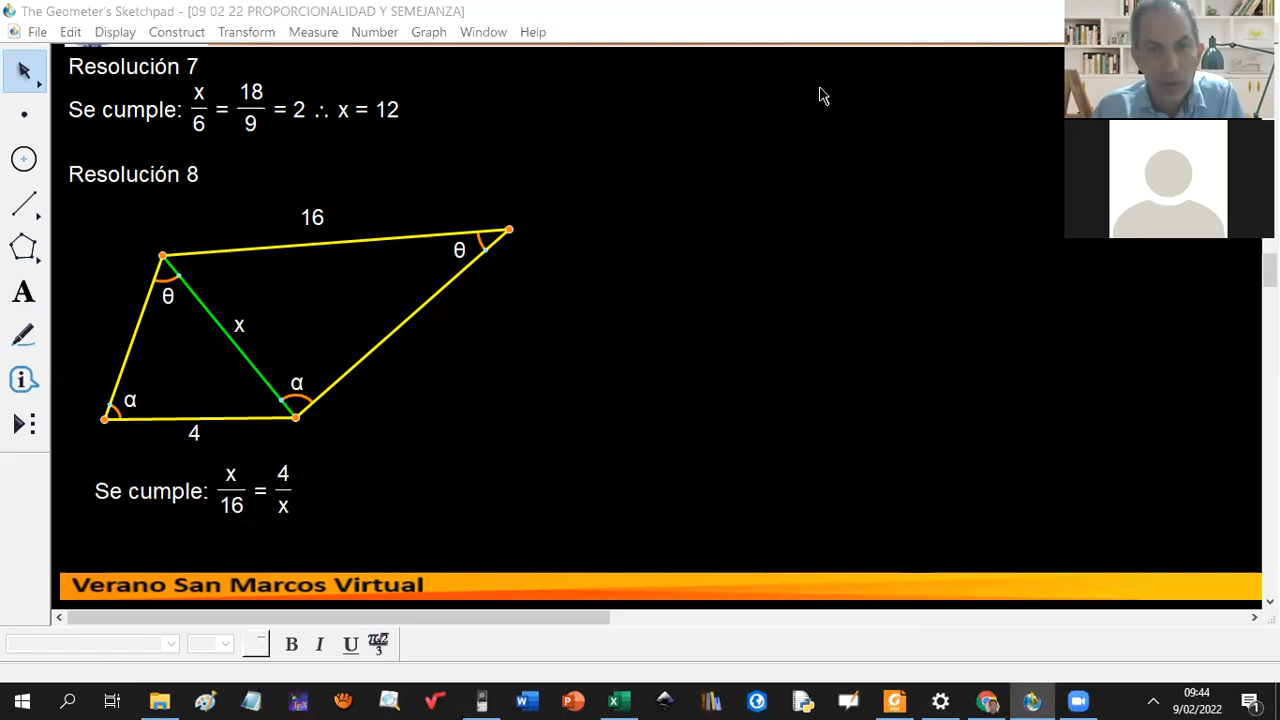 The Geometer's Sketchpad - [09 02 22 PROPORCIONALIDAD Y SEMEJANZA]
File Edit Display Construct Transform Measure Number Graph Window Help
Resolución 7
Se cumple: x/6 = 18/9 = 2 ∴ x = 12
Resolución 8
16
θ
θ
x
α
α
4
Se cumple: x/16 = 4/x
Verano San Marcos Virtual
B I U
09:44
9/02/2022